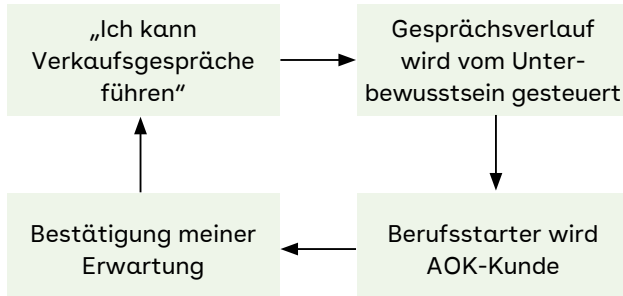 „Ich kann
Verkaufsgespräche
führen“
Gesprächsverlauf
wird vom Unter-
bewusstsein gesteuert
Berufsstarter wird
AOK-Kunde
Bestätigung meiner
Erwartung